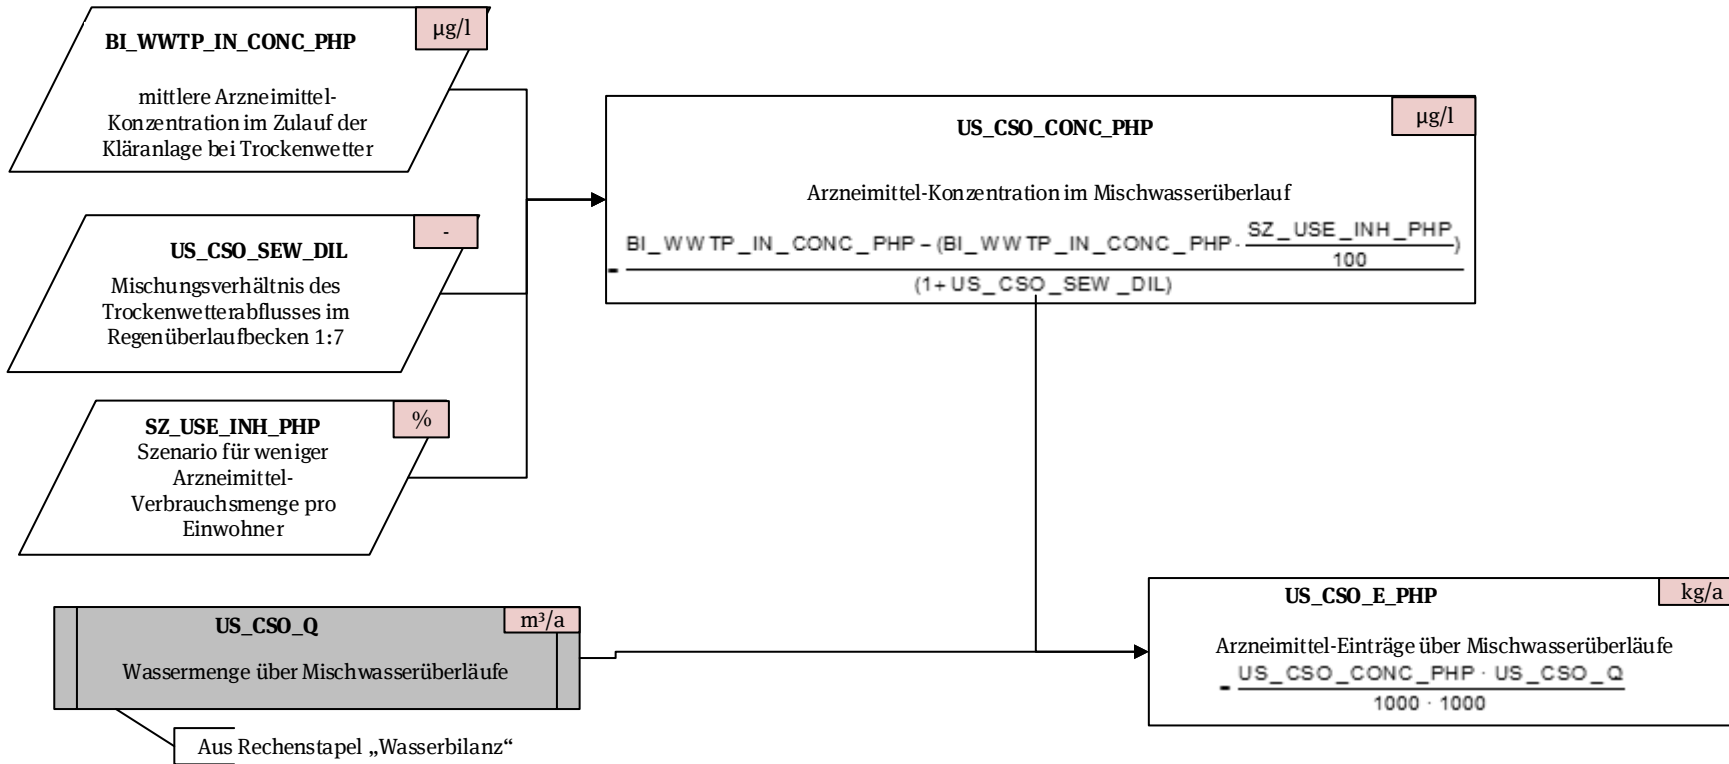 BI_WWTP_IN_CONC_PHP
µg/l
mittlere Arzneimittel-
Konzentration im Zulauf der
Kläranlage bei Trockenwetter
US_CSO_SEW_DIL
-
Mischungsverhältnis des
Trockenwetterabflusses im
Regenüberlaufbecken 1:7
SZ_USE_INH_PHP
%
Szenario für weniger
Arzneimittel-
Verbrauchsmenge pro
Einwohner
US_CSO_CONC_PHP
µg/l
Arzneimittel-Konzentration im Mischwasserüberlauf
SZ_USE_INH_PHP
BI_WWTP_IN_CONC_PHP – (BI_WWTP_IN_CONC_PHP · )
100
=
(1+US_CSO_SEW_DIL)
US_CSO_Q
m³/a
Wassermenge über Mischwasserüberläufe
Aus Rechenstapel „Wasserbilanz“
US_CSO_E_PHP
kg/a
Arzneimittel-Einträge über Mischwasserüberläufe
US_CSO_CONC_PHP · US_CSO_Q
=
1000 · 1000